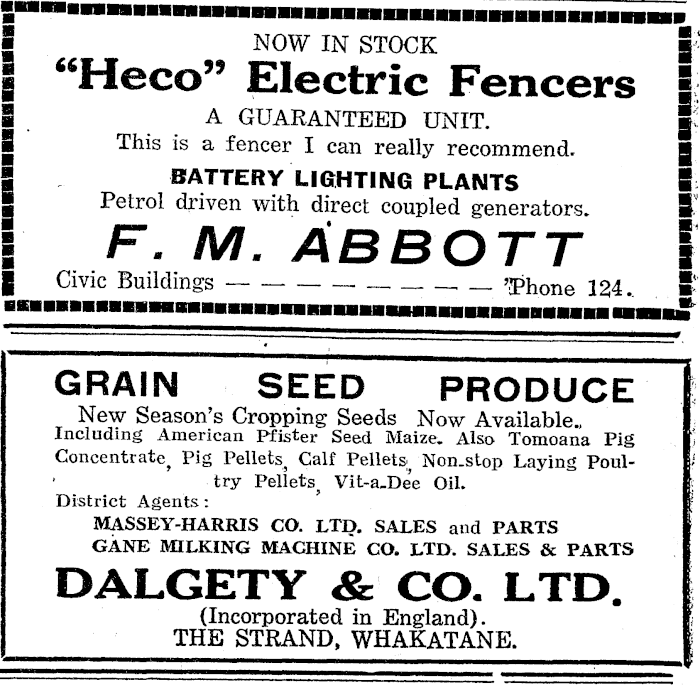 NOW IN STOCK
“Heco” Electric Fencers
A GUARANTEED UNIT.
This is a fencer I can really recommend.
BATTERY LIGHTING PLANTS
Petrol driven with direct coupled generators.
F. M. ABBOTT
Civic Buildings — — — — — — — — 'Phone 124.
GRAIN SEED PRODUCE
New Season's Cropping Seeds Now Available.
Including American Pfister Seed Maize. Also Tomoana Pig
Concentrate, Pig Pellets, Calf Pellets, Non-stop Laying Poul-
try Pellets, Vit-a-Dee Oil.
District Agents :
MASSEY-HARRIS CO. LTD. SALES and PARTS
GANE MILKING MACHINE CO. LTD. SALES & PARTS
DALGETY & CO. LTD.
(Incorporated in England).
THE STRAND, WHAKATANE.